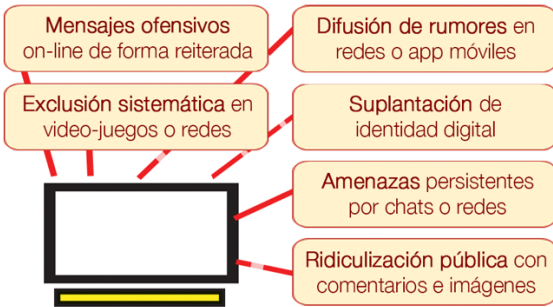 Mensajes ofensivos
on-line de forma reiterada
Exclusión sistemática en
video-juegos o redes
Difusión de rumores en
redes o app móviles
Suplantación de
identidad digital
Amenazas persistentes
por chats o redes
Ridiculización pública con
comentarios e imágenes